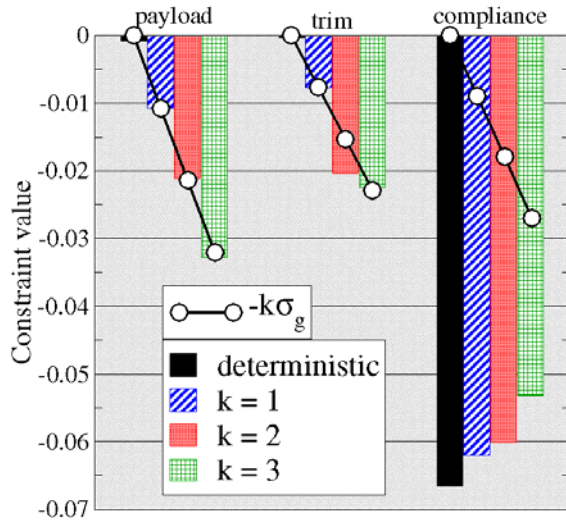 payload trim compliance
0
-0.01
-0.02
-0.03
-0.04
-0.05
-0.06
-0.07
Constraint value
-kσg
deterministic
k = 1
k = 2
k = 3